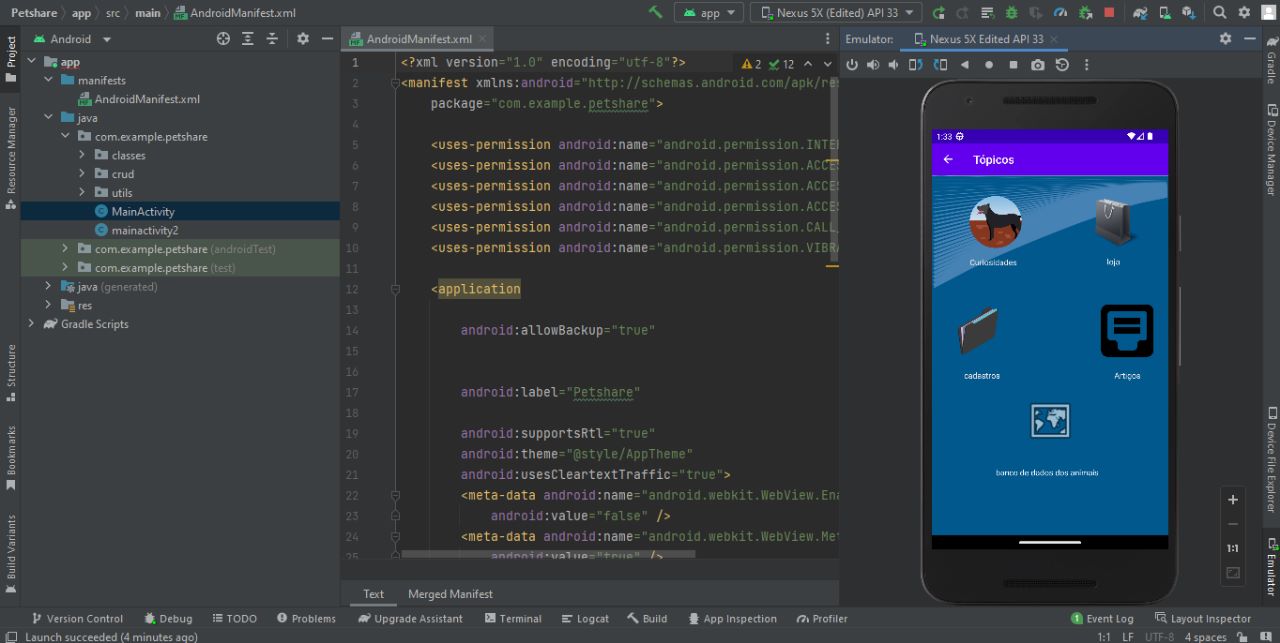 Petshare app src main AndroidManifest.xml
app
Nexus 5X (Edited) API 33
Project
Resource Manager
Structure
Bookmarks
Build Variants
Android
app
manifests
AndroidManifest.xml
java
com.example.petshare
classes
crud
utils
MainActivity
mainactivity2
com.example.petshare (androidTest)
com.example.petshare (test)
java (generated)
res
Gradle Scripts
AndroidManifest.xml
2 12
1 <?xml version="1.0" encoding="utf-8"?>
2 <manifest xmlns:android="http://schemas.android.com/apk/re
3 package="com.example.petshare">
4
5 <uses-permission android:name="android.permission.INTE
6 <uses-permission android:name="android.permission.ACCE
7 <uses-permission android:name="android.permission.ACCE
8 <uses-permission android:name="android.permission.ACCE
9 <uses-permission android:name="android.permission.CALL_
10 <uses-permission android:name="android.permission.VIBR
11
12 <application
13
14 android:allowBackup="true"
15
16
17 android:label="Petshare"
18
19 android:supportsRtl="true"
20 android:theme="@style/AppTheme"
21 android:usesCleartextTraffic="true">
22 <meta-data android:name="android.webkit.WebView.Ena
23 android:value="false" />
24 <meta-data android:name="android.webkit.WebView.Met
25 android:value="true" />
Text Merged Manifest
Emulator: Nexus 5X Edited API 33
1:33
Tópicos
Curiosidades
loja
cadastros
Artigos
banco de dados dos animais
1:1
Gradle
Device Manager
Device File Explorer
Emulator
Version Control Debug TODO Problems Upgrade Assistant Terminal Logcat Build App Inspection Profiler 1 Event Log Layout Inspector
Launch succeeded (4 minutes ago) 1:1 LF UTF-8 4 spaces